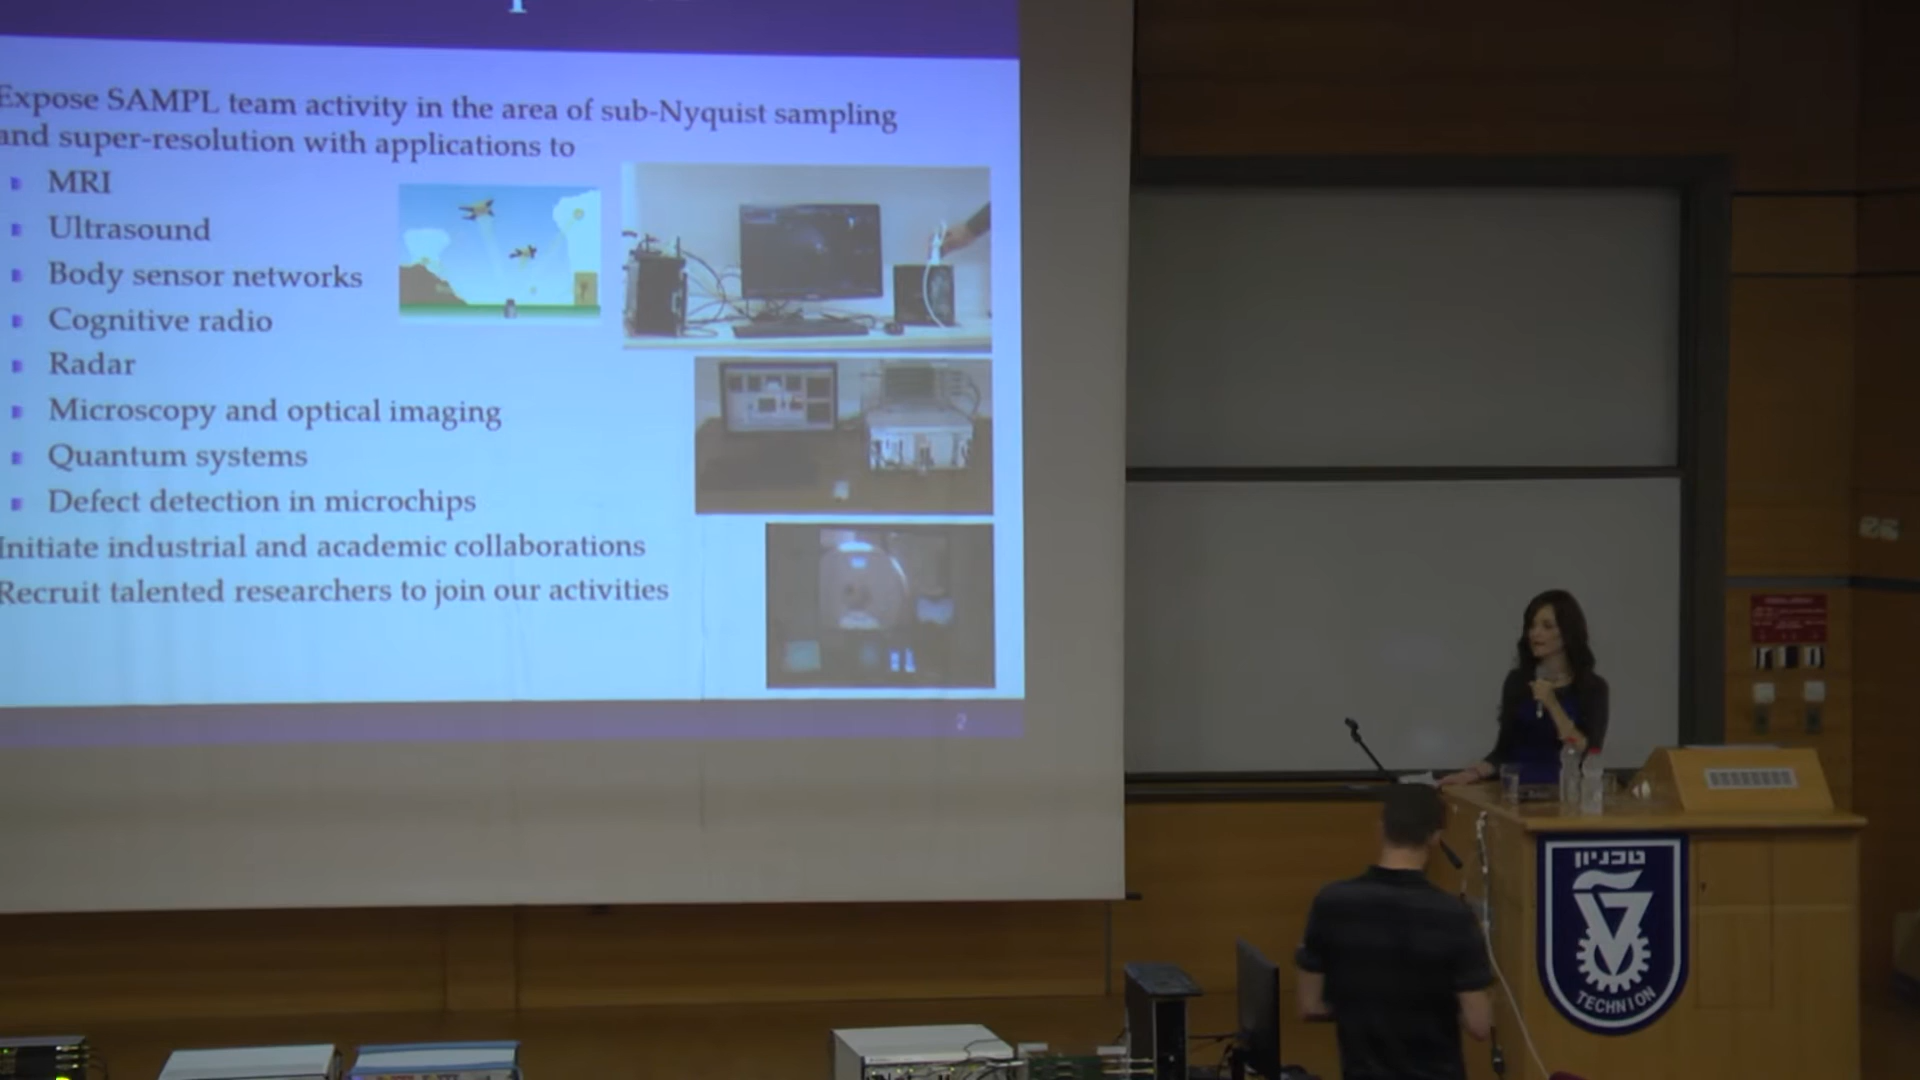 Expose SAMPL team activity in the area of sub-Nyquist sampling
and super-resolution with applications to
MRI
Ultrasound
Body sensor networks
Cognitive radio
Radar
Microscopy and optical imaging
Quantum systems
Defect detection in microchips
Initiate industrial and academic collaborations
Recruit talented researchers to join our activities
2
טכניון
TECHNION